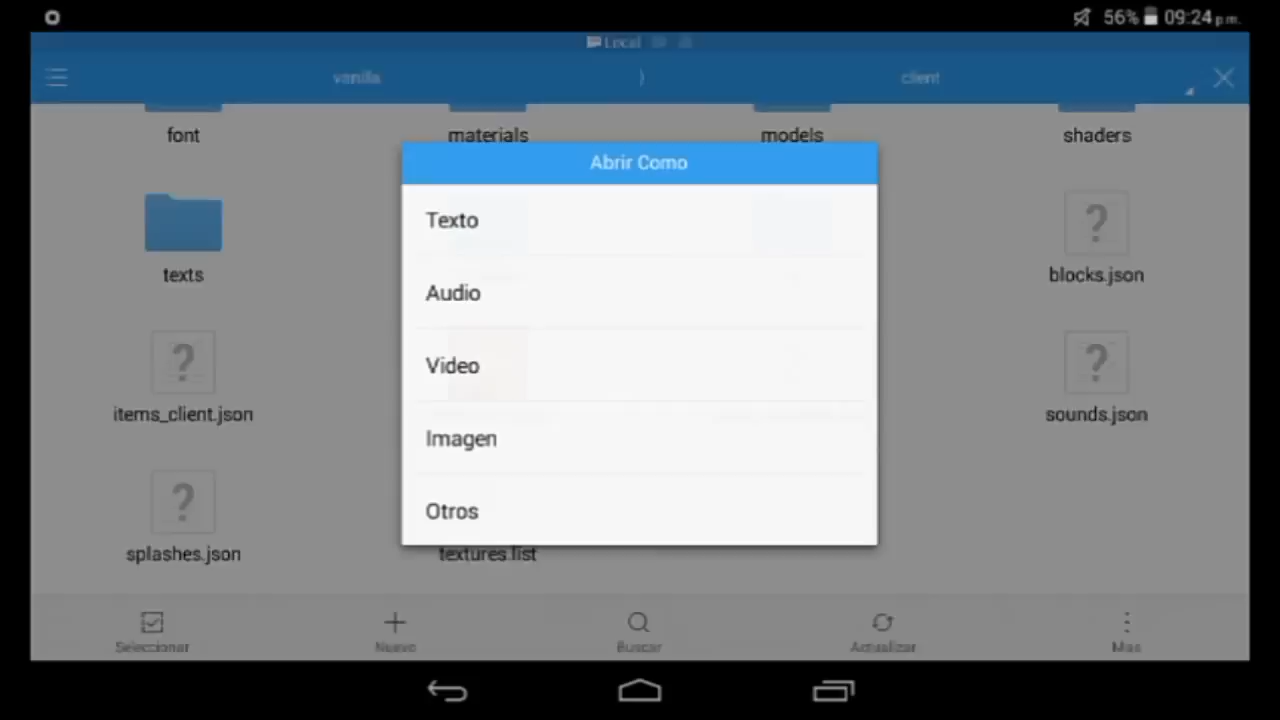 56% 09:24 p.m.
Local
vanilla ) client
font materials models shaders
Abrir Como
Texto
Audio
Video
Imagen
Otros
texts blocks.json
items_client.json sounds.json
splashes.json textures.list
Seleccionar Nuevo Buscar Actualizar Mas